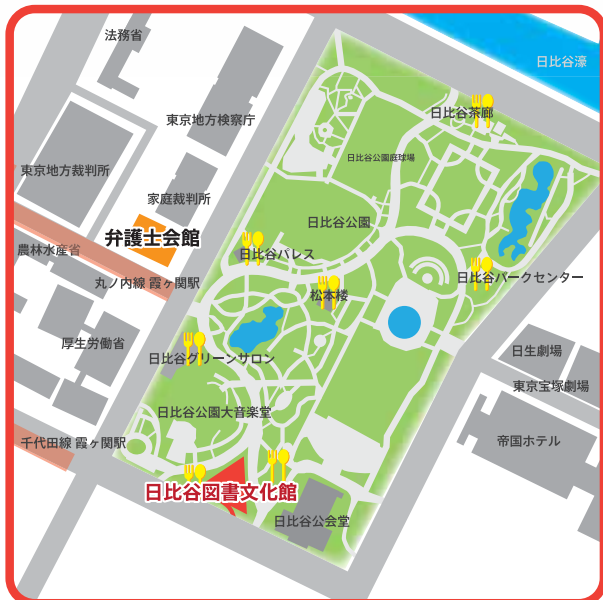 法務省
日比谷濠
東京地方検察庁
日比谷茶廊
日比谷公園庭球場
東京地方裁判所
家庭裁判所
日比谷公園
弁護士会館
農林水産省
日比谷パレス
丸ノ内線 霞ヶ関駅
日比谷パークセンター
松本楼
厚生労働省
日比谷グリーンサロン
日生劇場
東京宝塚劇場
日比谷公園大音楽堂
千代田線 霞ヶ関駅
帝国ホテル
日比谷図書文化館
日比谷公会堂